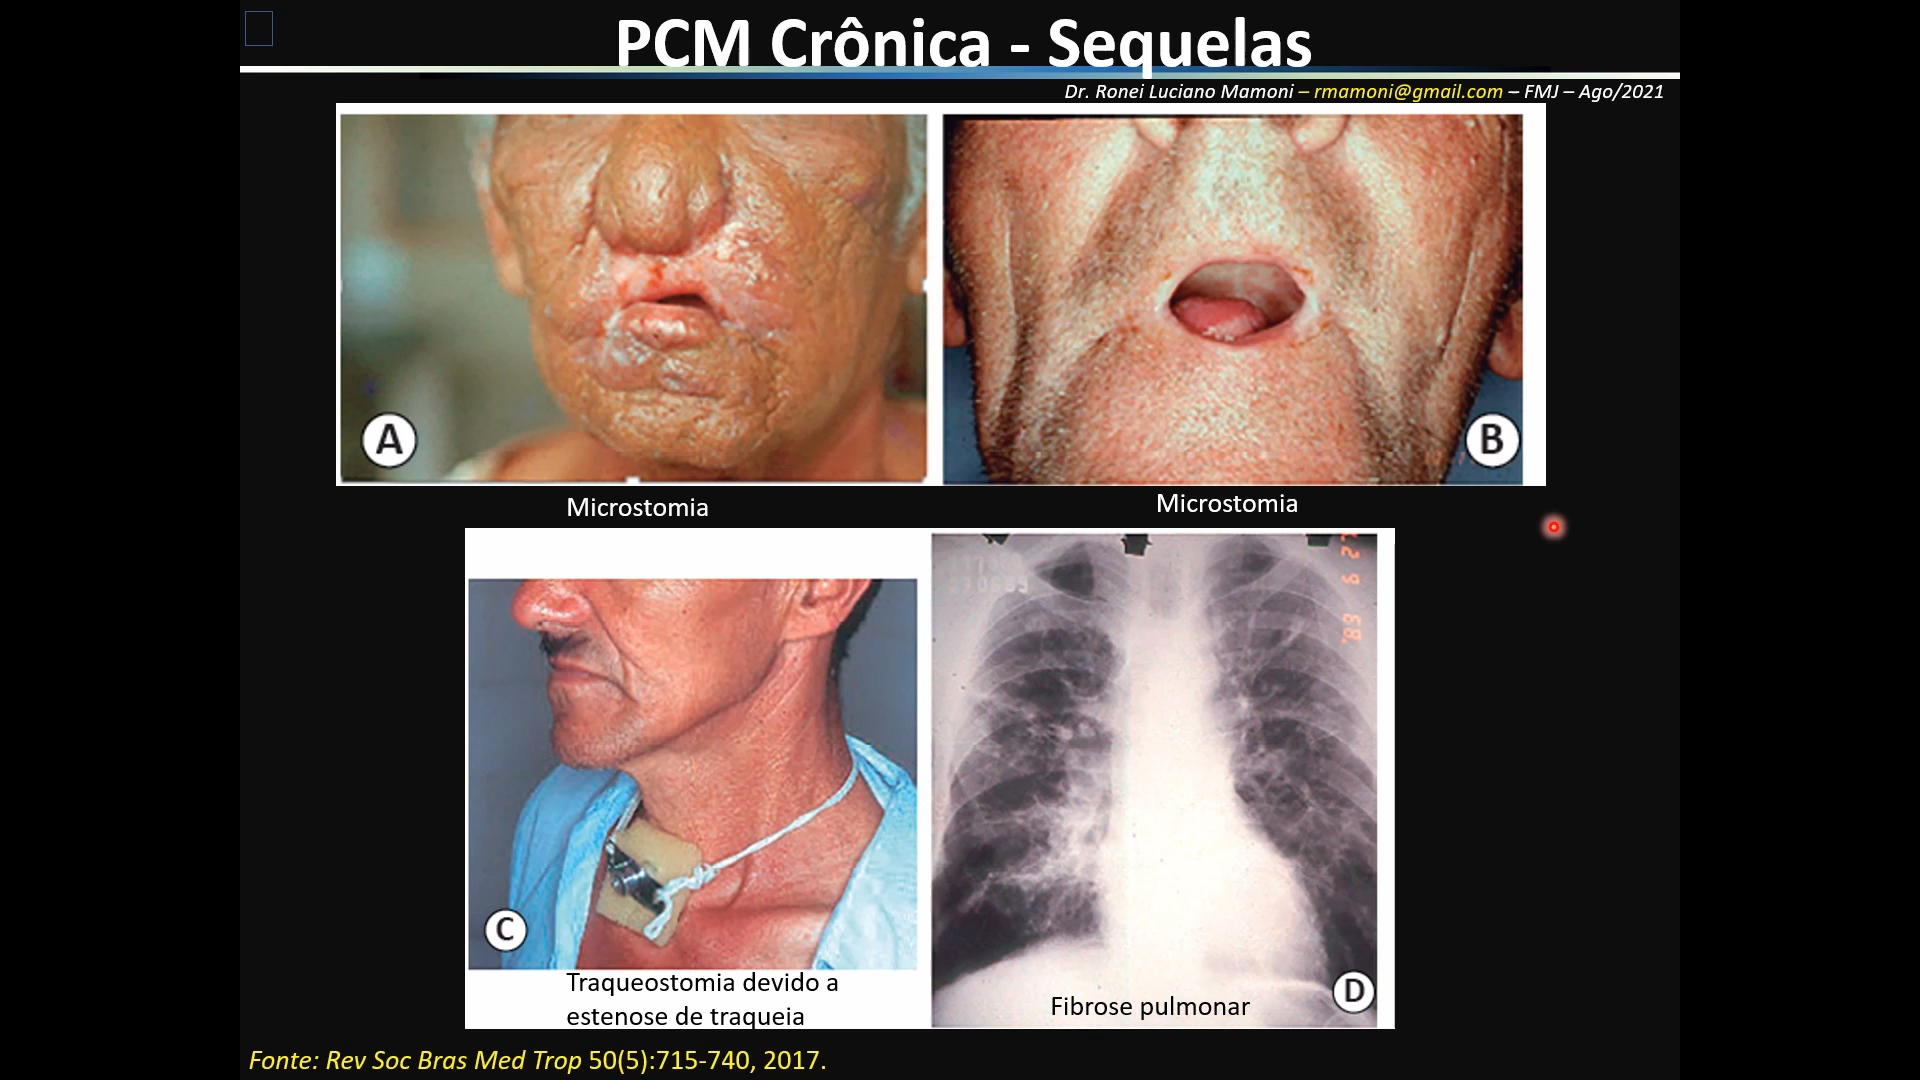 PCM Crônica - Sequelas
Dr. Ronei Luciano Mamoni – rmamoni@gmail.com – FMJ – Ago/2021
A
B
Microstomia
Microstomia
C
D
Traqueostomia devido a
estenose de traqueia
Fibrose pulmonar
Fonte: Rev Soc Bras Med Trop 50(5):715-740, 2017.